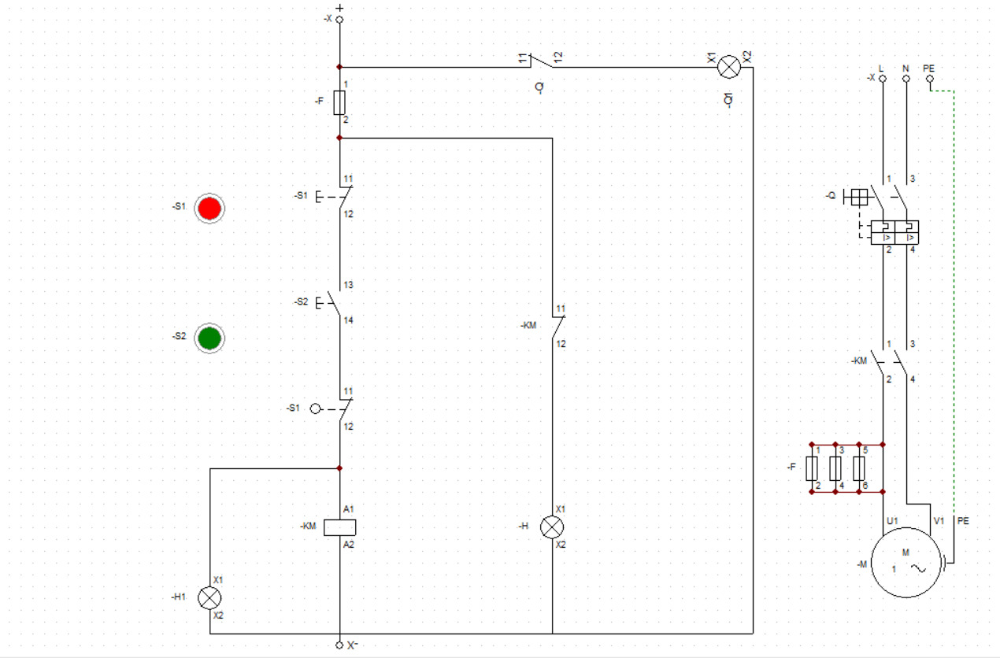 +
-X
11
12
X1
X2
Q
-Q1
1
-F
2
L
N
PE
-X
11
-S1
12
-S1
1
3
-Q
I>
I>
2
4
13
-S2
14
-S2
11
-KM
12
1
3
-KM
2
4
11
-S1
12
1
3
5
-F
2
4
6
A1
-KM
A2
X1
-H
X2
U1
V1
PE
M
-M
1
X1
-H1
X2
X-